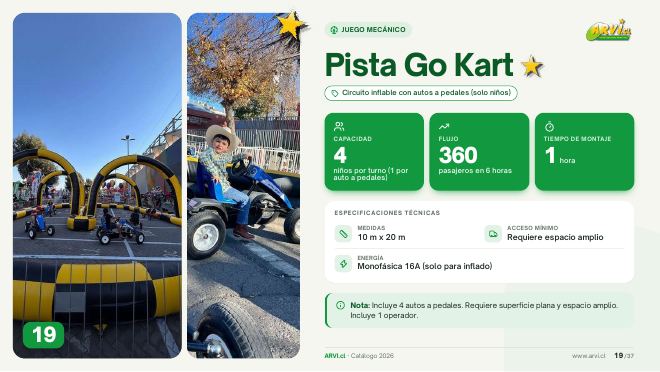 JUEGO MECÁNICO
ARVI.CL
Pista Go Kart
Circuito inflable con autos a pedales (solo niños)
CAPACIDAD
4
niños por turno (1 por
auto a pedales)
FLUJO
360
pasajeros en 6 horas
TIEMPO DE MONTAJE
1 hora
ESPECIFICACIONES TÉCNICAS
MEDIDAS
10 m x 20 m
ACCESO MÍNIMO
Requiere espacio amplio
ENERGÍA
Monofásica 16A (solo para inflado)
Nota: Incluye 4 autos a pedales. Requiere superficie plana y espacio amplio.
Incluye 1 operador.
19
ARVI.cl · Catálogo 2026
www.arvi.cl 19/37